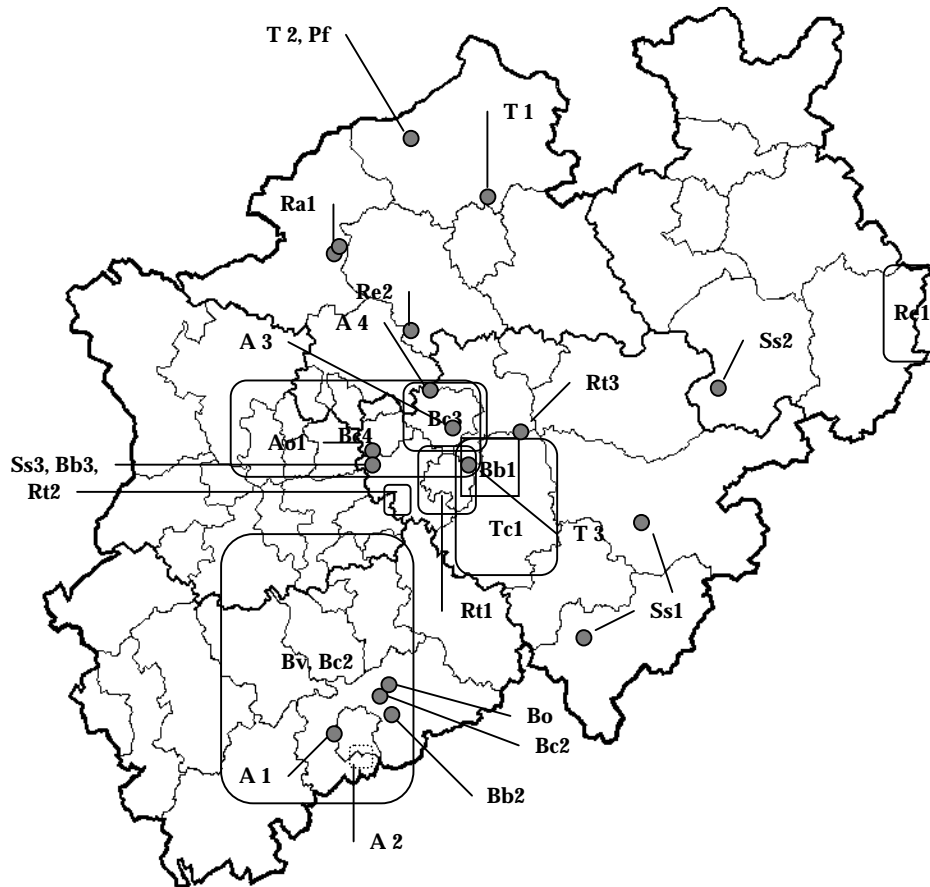 T 2, Pf
T 1
Ra1
Re2
A 4
A 3
Re1
Ss2
Rt3
Bc3
Bc4
Ao1
Ss3, Bb3,
Rt2
Bb1
Tc1
T 3
Rt1
Ss1
Bv, Bc2
Bo
Bc2
A 1
Bb2
A 2